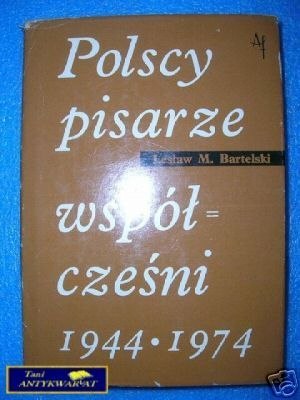 Polscy
pisarze
Lesław M. Bartelski
współ=
cześni
1944 • 1974
Tani
ANTYKWARIAT